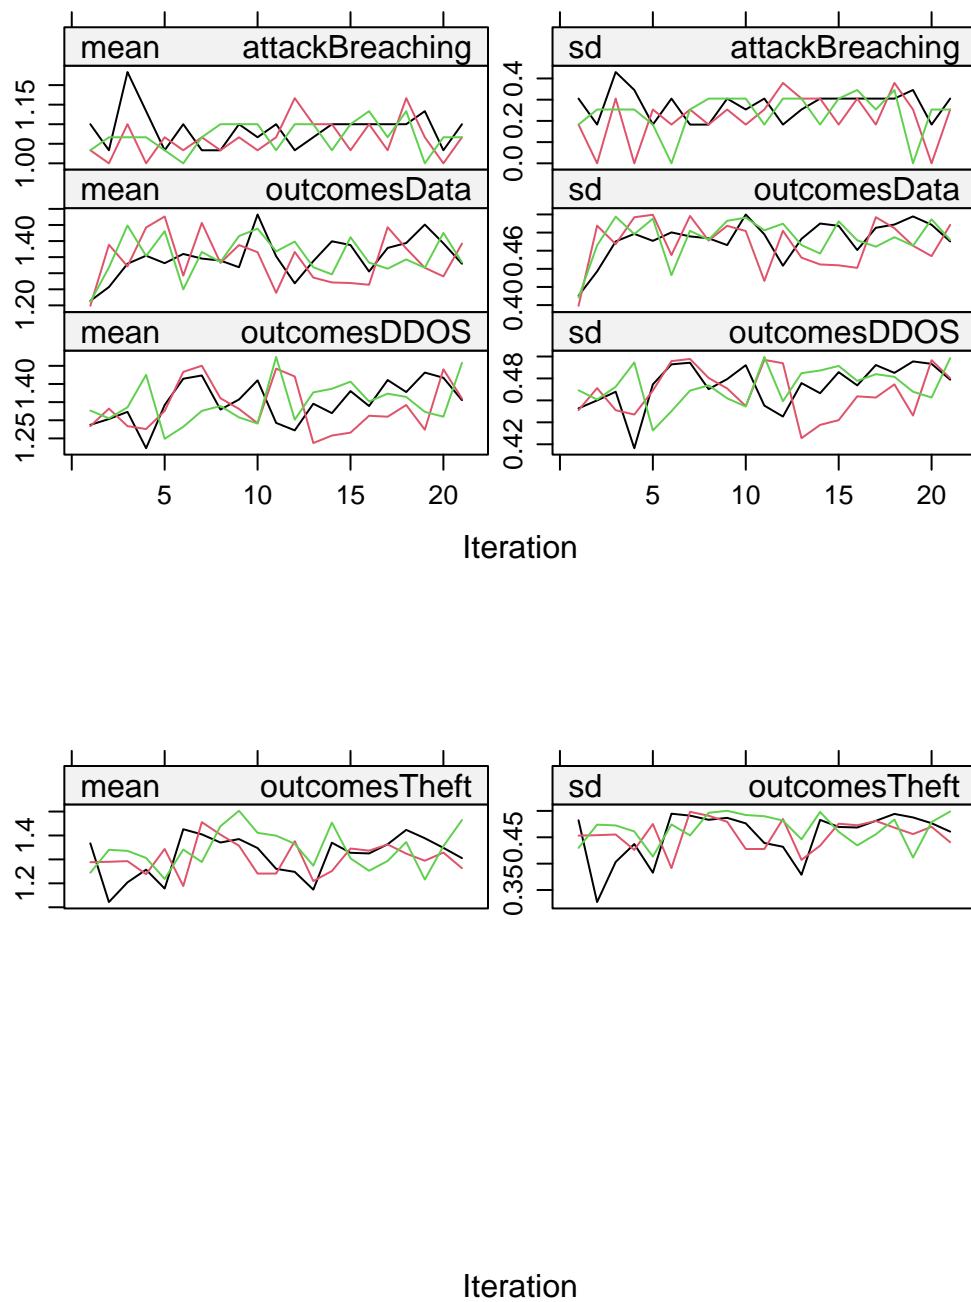 mean attackBreaching sd attackBreaching
1.00 1.15 0.0 0.2 0.4
mean outcomesData sd outcomesData
1.20 1.40 0.40 0.46
mean outcomesDDOS sd outcomesDDOS
1.25 1.40 0.42 0.48
5 10 15 20 5 10 15 20
Iteration
mean outcomesTheft sd outcomesTheft
1.2 1.4 0.35 0.45
Iteration